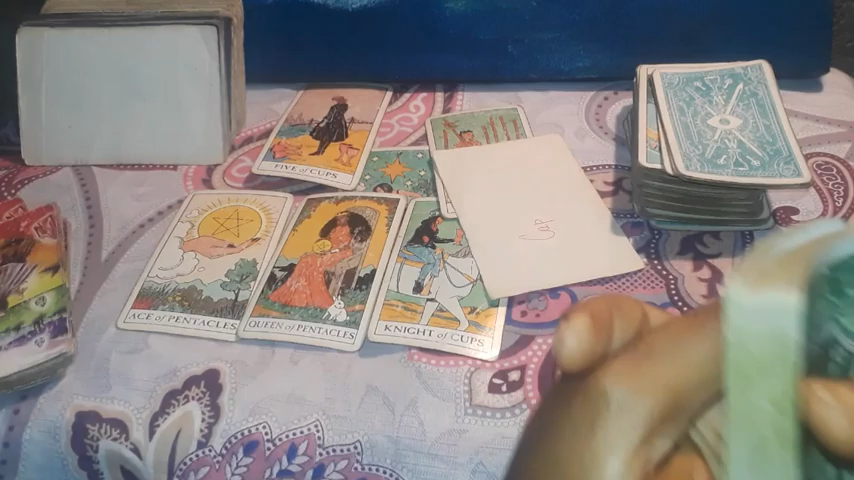 FIVE of CUPS
Cap
ACE of PENTACLES
QUEEN of PENTACLES
KNIGHT of CUPS